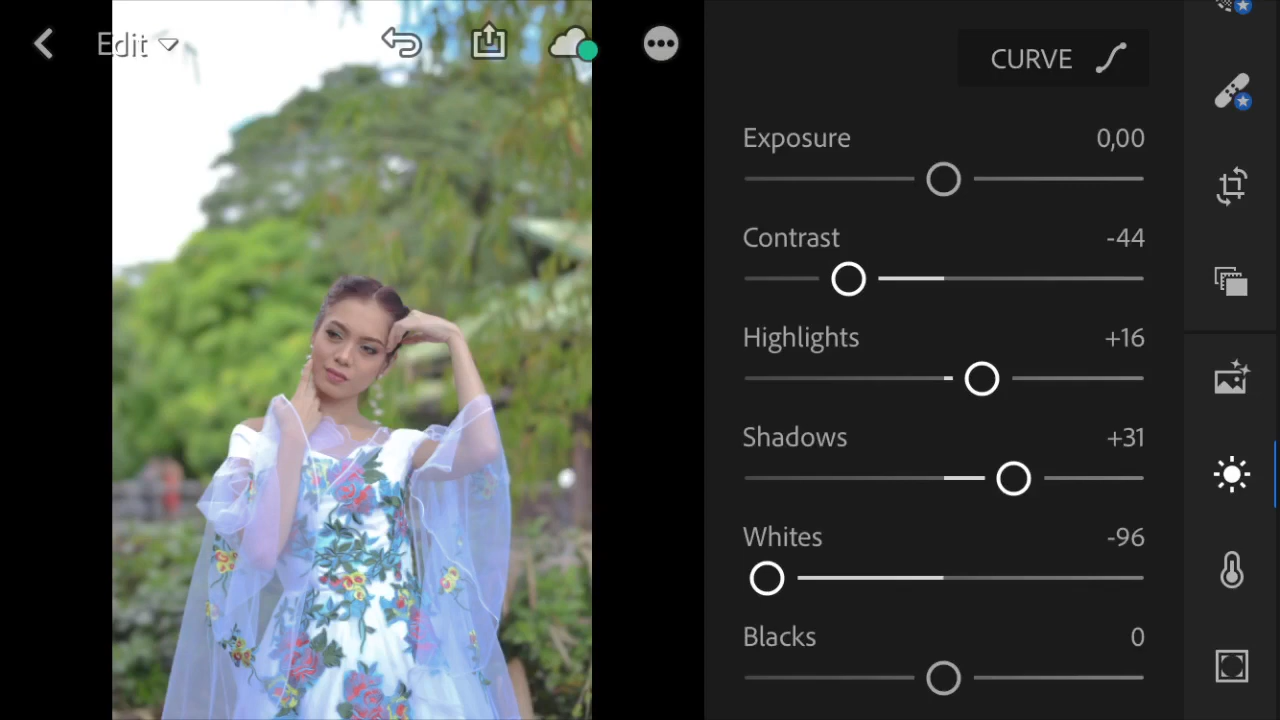 Edit
CURVE
Exposure 0,00
Contrast -44
Highlights +16
Shadows +31
Whites -96
Blacks 0